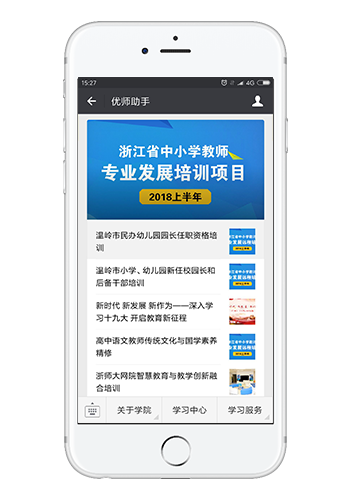 15:27
4G
优师助手
浙江省中小学教师
专业发展培训项目
2018上半年
温岭市民办幼儿园园长任职资格培
训
温岭市小学、幼儿园新任校园长和
后备干部培训
新时代 新发展 新作为——深入学
习十九大 开启教育新征程
高中语文教师传统文化与国学素养
精修
浙师大网院智慧教育与教学创新融
合培训
关于学院
学习中心
学习服务